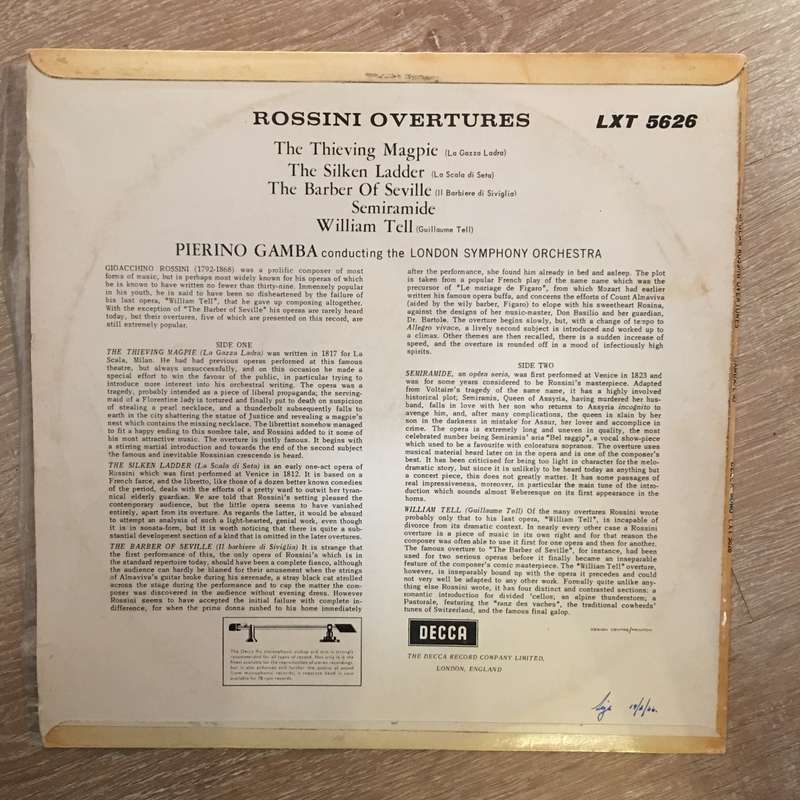 ROSSINI OVERTURES
LXT 5626
The Thieving Magpie (La Gazza Ladra)
The Silken Ladder (La Scala di Seta)
The Barber Of Seville (Il Barbiere di Siviglia)
Semiramide
William Tell (Guillaume Tell)
PIERINO GAMBA conducting the LONDON SYMPHONY ORCHESTRA
GIOACCHINO ROSSINI (1792-1868) was a prolific composer of most
forms of music, but is perhaps most widely known for his operas of which
he is known to have written no fewer than thirty-nine. Immensely popular
in his youth, he is said to have been so disheartened by the failure of
his last opera, "William Tell", that he gave up composing altogether.
With the exception of "The Barber of Seville" his operas are rarely heard
today, but their overtures, five of which are presented on this record, are
still extremely popular.
SIDE ONE
THE THIEVING MAGPIE (La Gazza Ladra) was written in 1817 for La
Scala, Milan. He had had previous operas performed at this famous
theatre, but always unsuccessfully, and on this occasion he made a
special effort to win the favour of the public, in particular trying to
introduce more interest into his orchestral writing. The opera was a
tragedy, probably intended as a piece of liberal propaganda; the serving-
maid of a Florentine lady is tortured and finally put to death on suspicion
of stealing a pearl necklace, and a thunderbolt subsequently falls to
earth in the city shattering the statue of Justice and revealing a magpie's
nest which contains the missing necklace. The librettist somehow managed
to fit a happy ending to this sombre tale, and Rossini added to it some of
his most attractive music. The overture is justly famous. It begins with
a stirring martial introduction and towards the end of the second subject
the famous and inevitable Rossinian crescendo is heard.
THE SILKEN LADDER (La Scala di Seta) is an early one-act opera of
Rossini which was first performed at Venice in 1812. It is based on a
French farce, and the libretto, like those of a dozen better known comedies
of the period, deals with the efforts of a pretty ward to outwit her tyran-
nical elderly guardian. We are told that Rossini's setting pleased the
contemporary audience, but the little opera seems to have vanished
entirely, apart from its overture. As regards the latter, it would be absurd
to attempt an analysis of such a light-hearted, genial work, even though
it is in sonata-form, but it is worth noticing that there is quite a sub-
stantial development section of a kind that is omitted in the later overtures.
THE BARBER OF SEVILLE (Il barbiere di Siviglia) It is strange that
the first performance of this, the only opera of Rossini's which is in
the standard repertoire today, should have been a complete fiasco, although
the audience can hardly be blamed for their amusement when the strings
of Almaviva's guitar broke during his serenade, a stray black cat strolled
across the stage during the performance and to cap the matter the com-
poser was discovered in the audience without evening dress. However
Rossini seems to have accepted the initial failure with complete in-
difference, for when the prima donna rushed to his home immediately
after the performance, she found him already in bed and asleep. The plot
is taken from a popular French play of the same name which was the
precursor of "Le mariage de Figaro", from which Mozart had earlier
written his famous opera buffa, and concerns the efforts of Count Almaviva
(aided by the wily barber, Figaro) to elope with his sweetheart Rosina,
against the designs of her music-master, Don Basilio and her guardian,
Dr. Bartolo. The overture begins slowly, but, with a change of tempo to
Allegro vivace, a lively second subject is introduced and worked up to
a climax. Other themes are then recalled, there is a sudden increase of
speed, and the overture is rounded off in a mood of infectiously high
spirits.
SIDE TWO
SEMIRAMIDE, an opera seria, was first performed at Venice in 1823 and
was for some years considered to be Rossini's masterpiece. Adapted
from Voltaire's tragedy of the same name, it has a highly involved
historical plot; Semiramis, Queen of Assyria, having murdered her hus-
band, falls in love with her son who returns to Assyria incognito to
avenge him, and, after many complications, the queen is slain by her
son in the darkness in mistake for Assur, her lover and accomplice in
crime. The opera is extremely long and uneven in quality, the most
celebrated number being Semiramis' aria "Bel raggip", a vocal show-piece
which used to be a favourite with coloratura sopranos. The overture uses
musical material heard later on in the opera and is one of the composer's
best. It has been criticised for being too light in character for the melo-
dramatic story, but since it is unlikely to be heard today as anything but
a concert piece, this does not greatly matter. It has some passages of
real impressiveness, moreover, in particular the main tune of the intro-
duction which sounds almost Weberesque on its first appearance in the
horns.
WILLIAM TELL (Guillaume Tell) Of the many overtures Rossini wrote
probably only that to his last opera, "William Tell", is incapable of
divorce from its dramatic context. In nearly every other case a Rossini
overture is a piece of music in its own right and for that reason the
composer was often able to use it first for one opera and then for another.
The famous overture to "The Barber of Seville", for instance, had been
used for two serious operas before it finally became an inseparable
feature of the composer's comic masterpiece. The "William Tell" overture,
however, is inseparably bound up with the opera it precedes and could
not very well be adapted to any other work. Formally quite unlike any-
thing else Rossini wrote, it has four distinct and contrasted sections; a
romantic introduction for divided 'cellos; an alpine thunderstorm; a
Pastorale, featuring the "ranz des vaches", the traditional cowherds'
tunes of Switzerland, and the famous final galop.
The Decca ffss stereophonic pickup and arm is strongly
recommended for all types of record. Not only is it the
finest available for the reproduction of stereo recordings,
but it also enhances still further the quality of sound
from monophonic records; a separate head is now
available for 78 rpm records.
DECCA
THE DECCA RECORD COMPANY LIMITED,
LONDON, ENGLAND